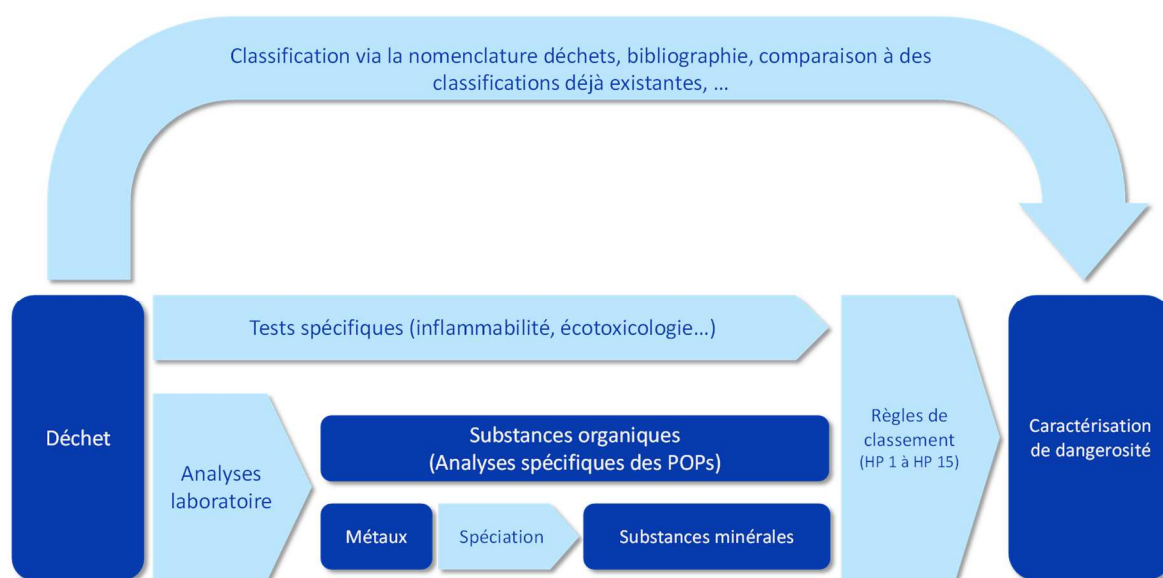 Classification via la nomenclature déchets, bibliographie, comparaison à des
classifications déjà existantes, ...
Déchet
Tests spécifiques (inflammabilité, écotoxicologie...)
Analyses
laboratoire
Substances organiques
(Analyses spécifiques des POPs)
Métaux
Spéciation
Substances minérales
Règles de
classement
(HP 1 à HP 15)
Caractérisation
de dangerosité